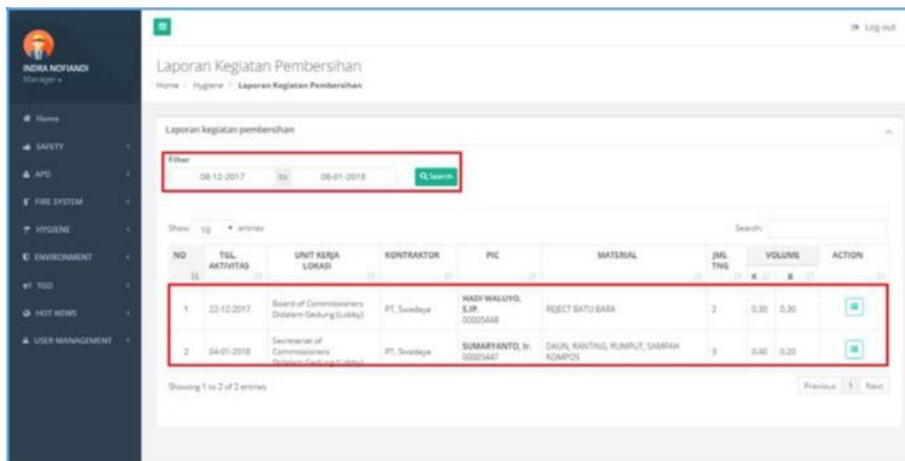 Log out
INDRA NOFIANDI
Manager
Laporan Kegiatan Pembersihan
Home / Hygiene / Laporan Kegiatan Pembersihan
Home
SAFETY
APD
FIRE SYSTEM
HYGIENE
ENVIRONMENT
TGD
HOT NEWS
USER MANAGEMENT
Laporan kegiatan pembersihan
Filter
08-12-2017 to 08-01-2018 Search
Show 10 entries Search:
NO TGL. AKTIVITAS UNIT KERJA LOKASI KONTRAKTOR PIC MATERIAL JML TNG VOLUME ACTION
K B
1 22-12-2017 Board of Commissioners Didalam Gedung (Lobby) PT. Swadaya HADI WALUYO, S.IP. 00005448 REJECT BATU BARA 2 0.30 0.30
2 04-01-2018 Secretariat of Commissioners Didalam Gedung (Lobby) PT. Swadaya SUMARYANTO, Ir. 00005447 DAUN, RANTING, RUMPUT, SAMPAH KOMPOS 3 0.40 0.20
Showing 1 to 2 of 2 entries
Previous 1 Next